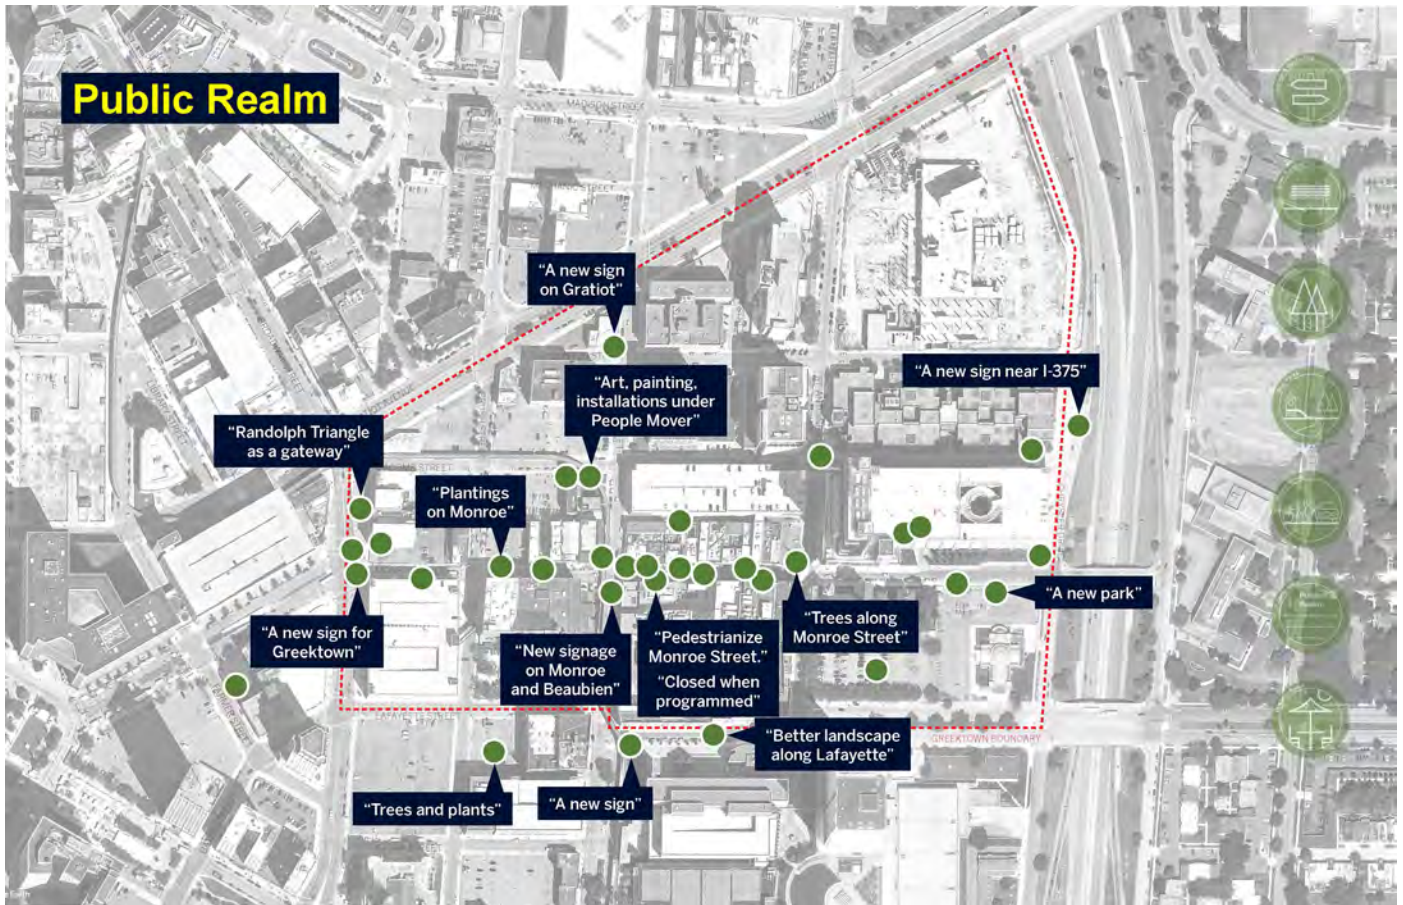 Public Realm
MADISON STREET
“A new sign
on Gratiot”
“A new sign near I-375”
“Art, painting,
installations under
People Mover”
“Randolph Triangle
as a gateway”
“Plantings
on Monroe”
“A new park”
“Trees along
Monroe Street”
“A new sign for
Greektown”
“New signage
on Monroe
and Beaubien”
“Pedestrianize
Monroe Street.”
“Closed when
programmed”
LAFAYETTE STREET
“Better landscape
along Lafayette”
GREEKTOWN BOUNDARY
“Trees and plants”
“A new sign”